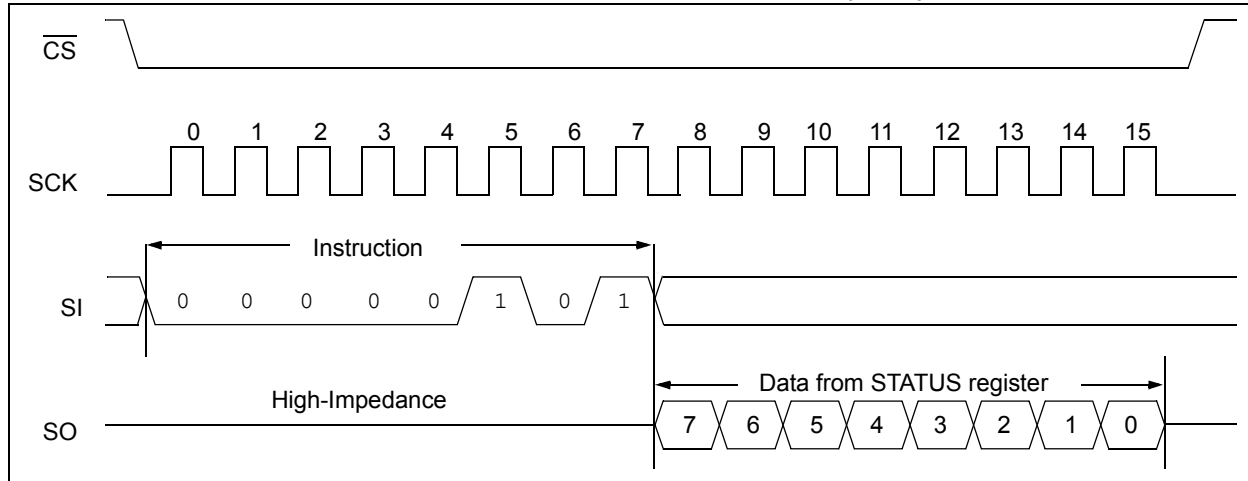 CS
0 1 2 3 4 5 6 7 8 9 10 11 12 13 14 15
SCK
Instruction
SI 0 0 0 0 0 1 0 1
Data from STATUS register
High-Impedance
SO 7 6 5 4 3 2 1 0